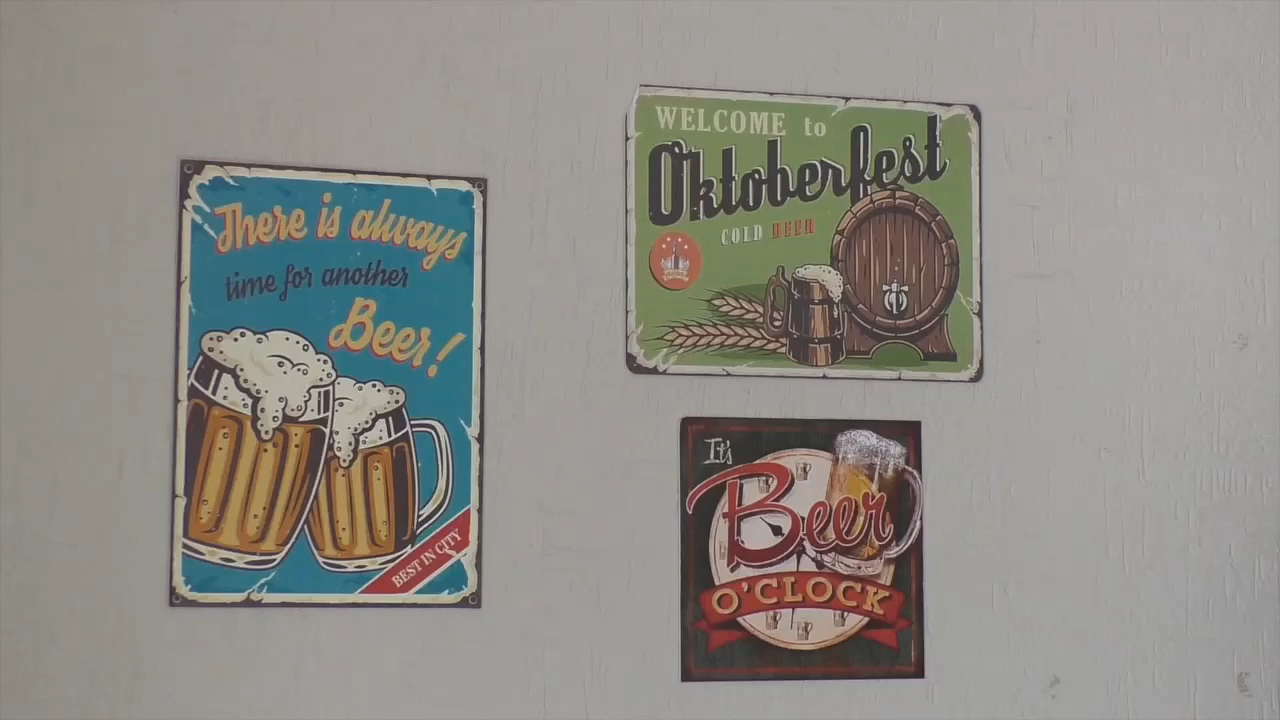 There is always
time for another
Beer!
BEST IN CITY
WELCOME to
Oktoberfest
COLD BEER
It's
Beer
O'CLOCK